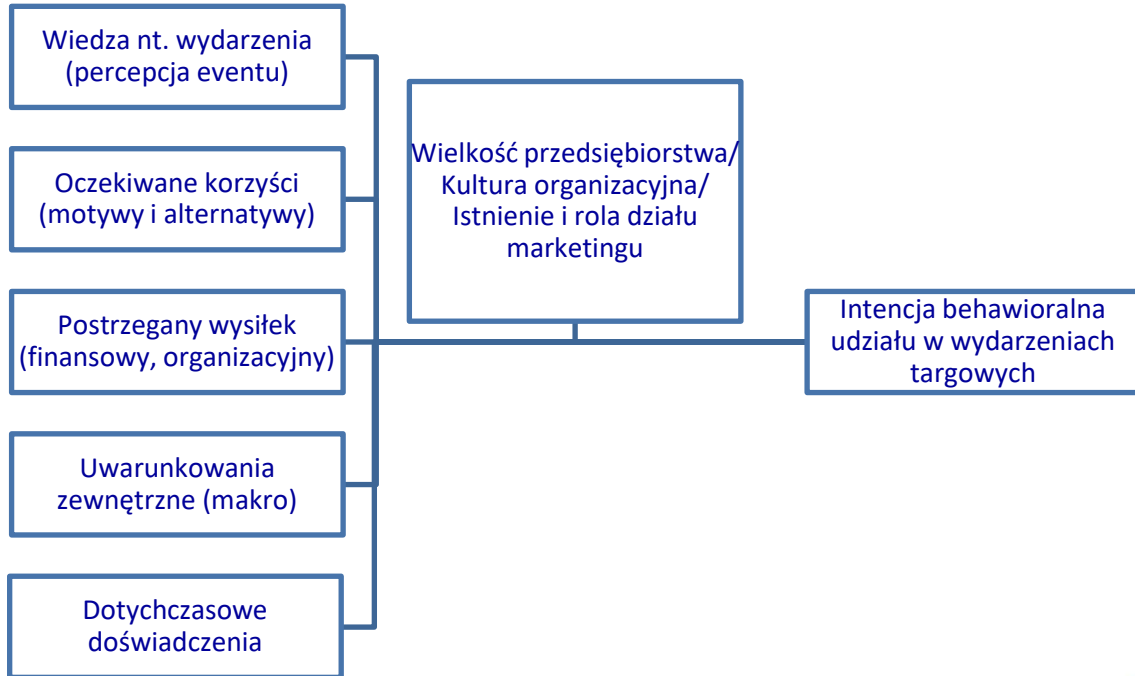 Wiedza nt. wydarzenia
(percepcja eventu)
Oczekiwane korzyści
(motywy i alternatywy)
Postrzegany wysiłek
(finansowy, organizacyjny)
Uwarunkowania
zewnętrzne (makro)
Dotychczasowe
doświadczenia
Wielkość przedsiębiorstwa/
Kultura organizacyjna/
Istnienie i rola działu
marketingu
Intencja behawioralna
udziału w wydarzeniach
targowych